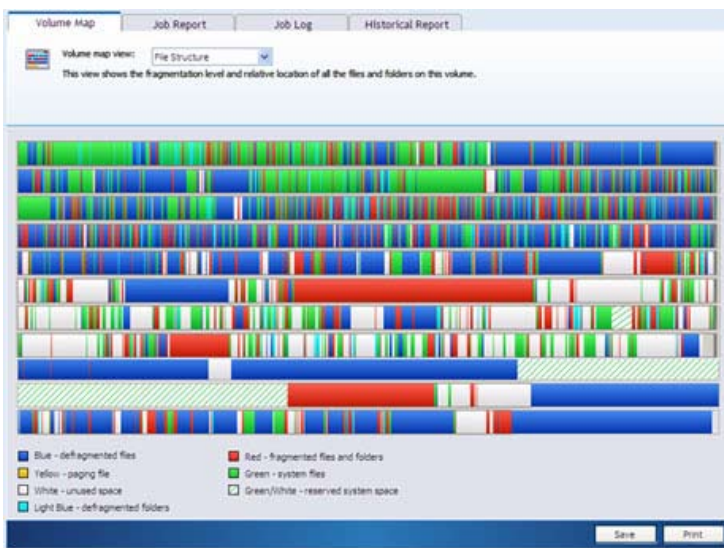 Volume Map Job Report Job Log Historical Report
Volume map view: File Structure
This view shows the fragmentation level and relative location of all the files and folders on this volume.
Blue - defragmented files
Red - fragmented files and folders
Yellow - paging file
Green - system files
White - unused space
Green/White - reserved system space
Light Blue - defragmented folders
Save Print